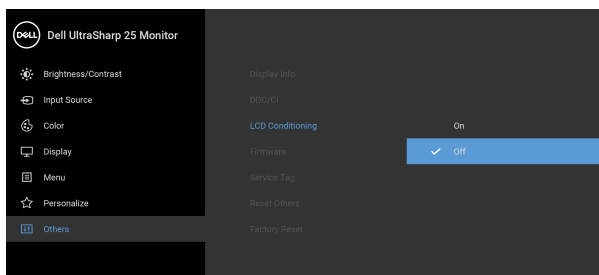 DELL
Dell UltraSharp 25 Monitor
Brightness/Contrast
Input Source
Color
Display
Menu
Personalize
Others
Display Info
DDC/CI
LCD Conditioning
Firmware
Service Tag
Reset Others
Factory Reset
On
Off